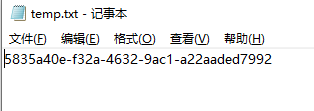 temp.txt - 记事本
文件(F) 编辑(E) 格式(O) 查看(V) 帮助(H)
5835a40e-f32a-4632-9ac1-a22aaded7992